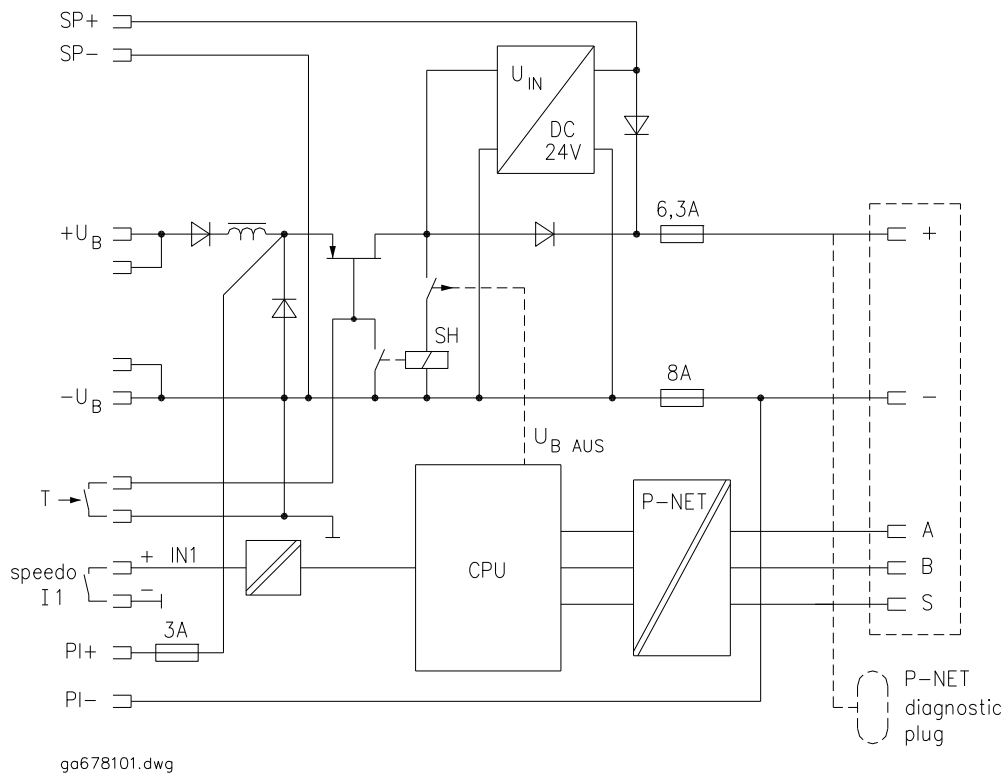 SP+
SP-
U IN
DC
24V
+U B
6,3A
+
SH
-U B
8A
-
U B AUS
T
P-NET
A
+ IN1
CPU
B
speedo
I1
-
S
3A
PI+
PI-
P-NET
diagnostic
plug
ga678101.dwg